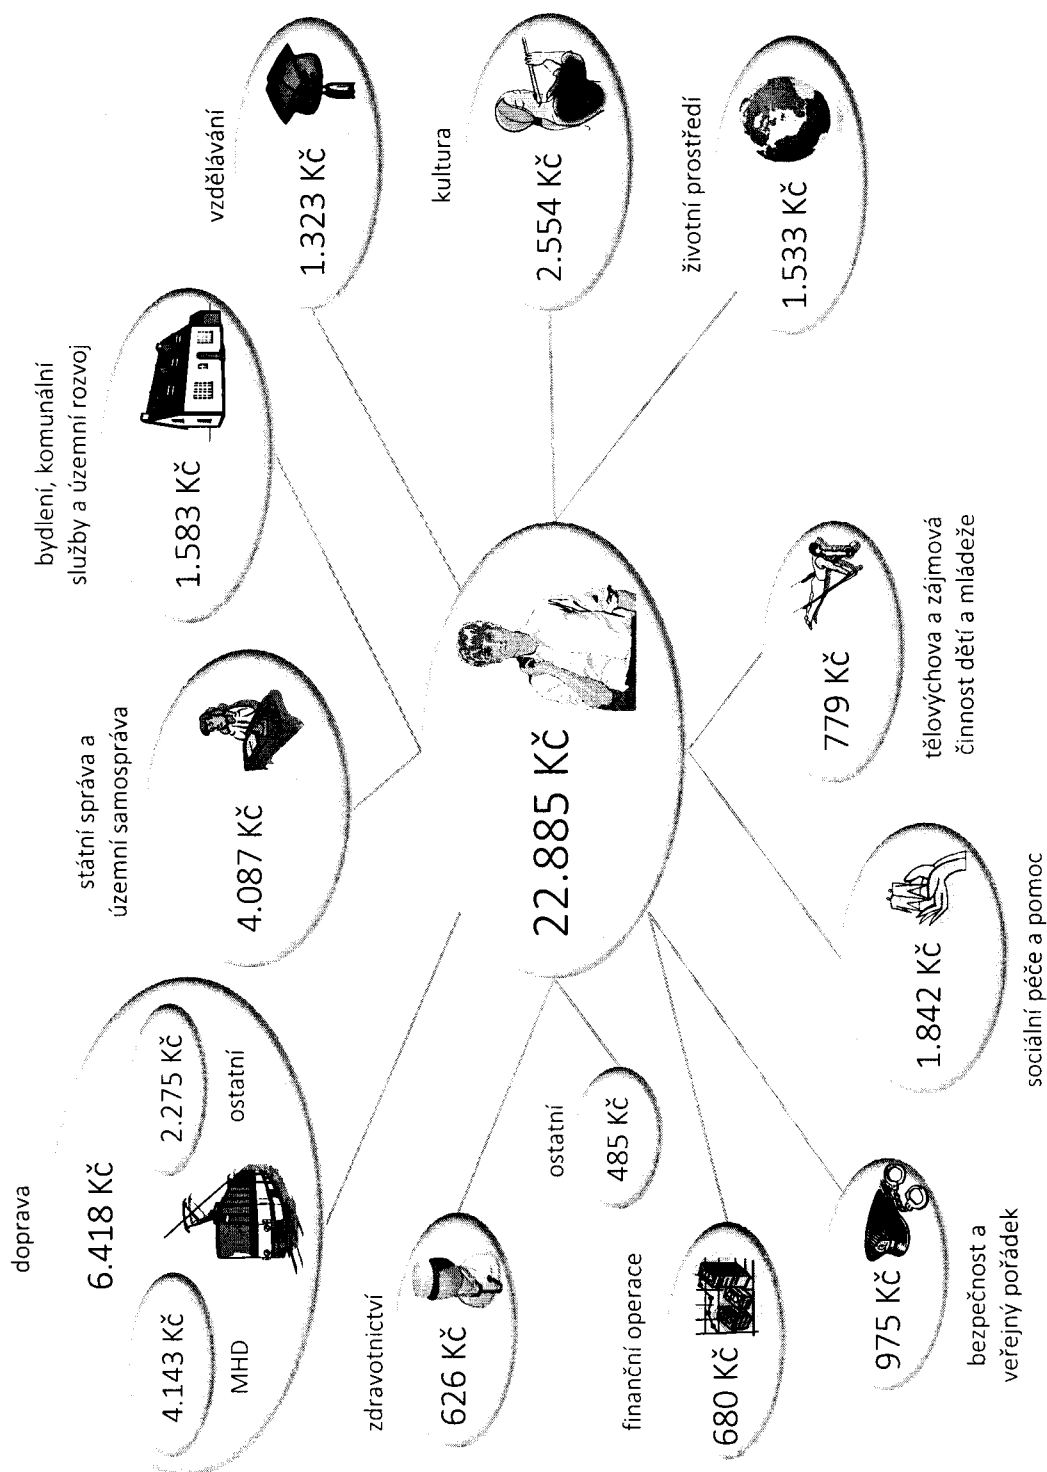 doprava
6.418 Kč
4.143 Kč
MHD
2.275 Kč
ostatní
státní správa a
územní samospráva
4.087 Kč
bydlení, komunální
služby a územní rozvoj
1.583 Kč
vzdělávání
1.323 Kč
kultura
2.554 Kč
životní prostředí
1.533 Kč
22.885 Kč
zdravotnictví
626 Kč
ostatní
485 Kč
finanční operace
680 Kč
bezpečnost a
veřejný pořádek
975 Kč
sociální péče a pomoc
1.842 Kč
tělovýchova a zájmová
činnost dětí a mládeže
779 Kč